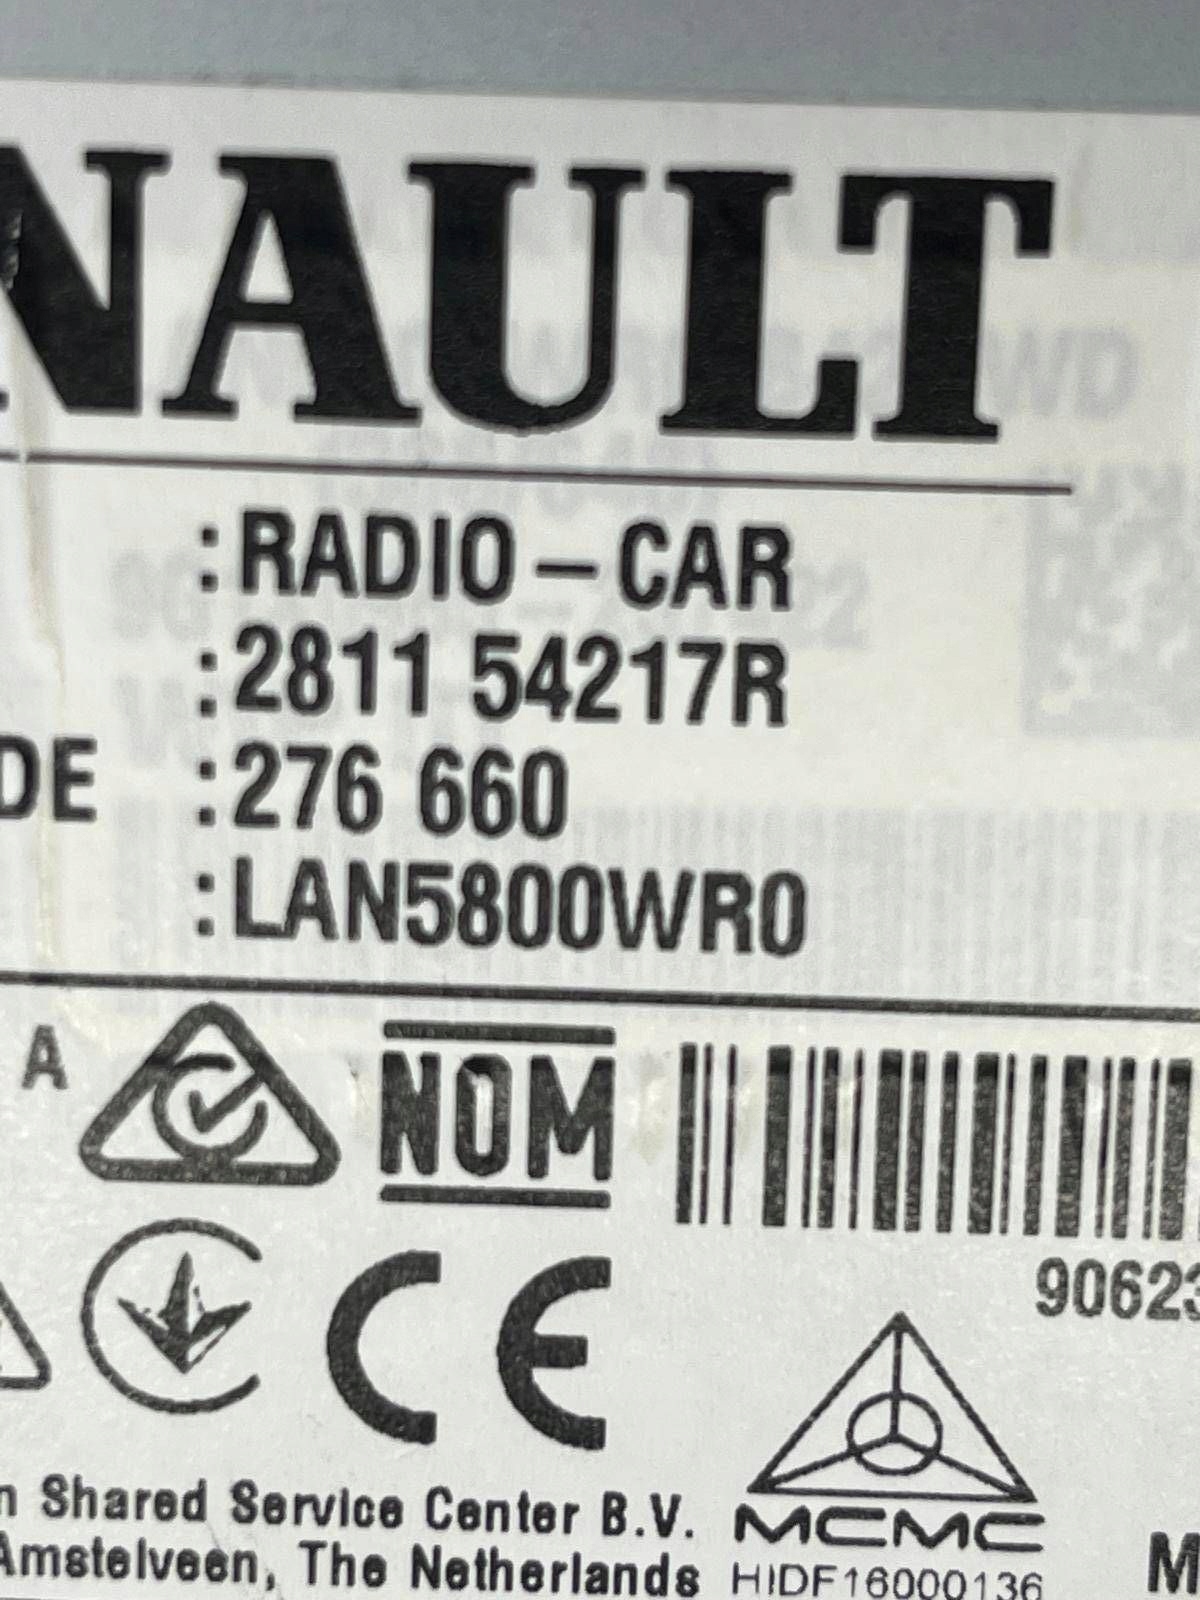 NAULT
:RADIO-CAR
:2811 54217R
DE :276 660
:LAN5800WR0
A
NOM
CE
90623
n Shared Service Center B.V.
Amstelveen, The Netherlands
MCMC
HIDF16000136
M